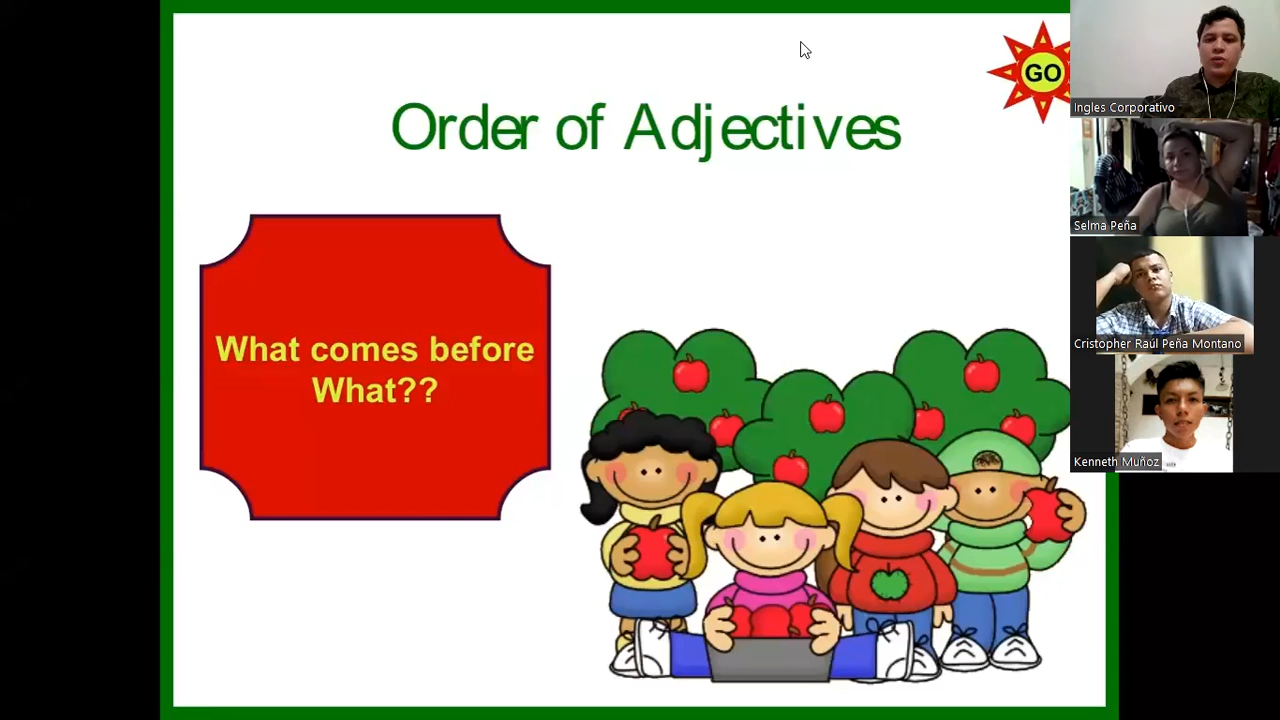 GO
Order of Adjectives
What comes before
What??
Ingles Corporativo
Selma Peña
Cristopher Raúl Peña Montano
Kenneth Muñoz